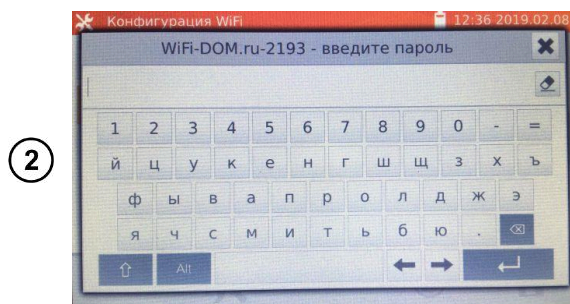 Конфигурация WiFi 12:36 2019.02.08
WiFi-DOM.ru-2193 - введите пароль
1 2 3 4 5 6 7 8 9 0 - =
й ц у к е н г ш щ з х ъ
2
ф ы в а п р о л д ж э
я ч с м и т ь б ю .
Alt